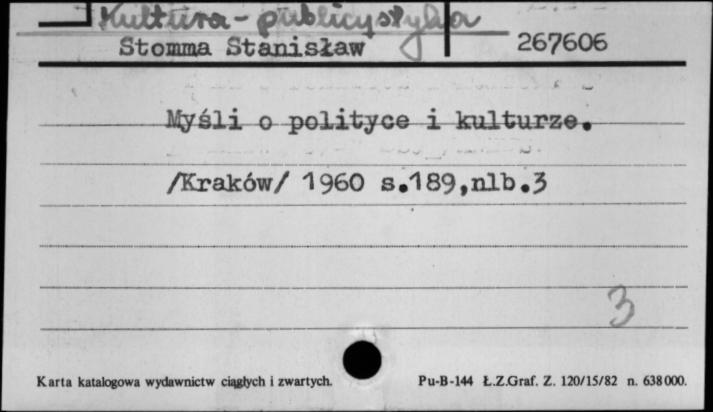 Kultura - publicystyka
Stomma Stanisław 267606
Myśli o polityce i kulturze.
/Kraków/ 1960 s.189,nlb.3
3
Karta katalogowa wydawnictw ciągłych i zwartych. Pu-B-144 Ł.Z.Graf. Z. 120/15/82 n. 638000.